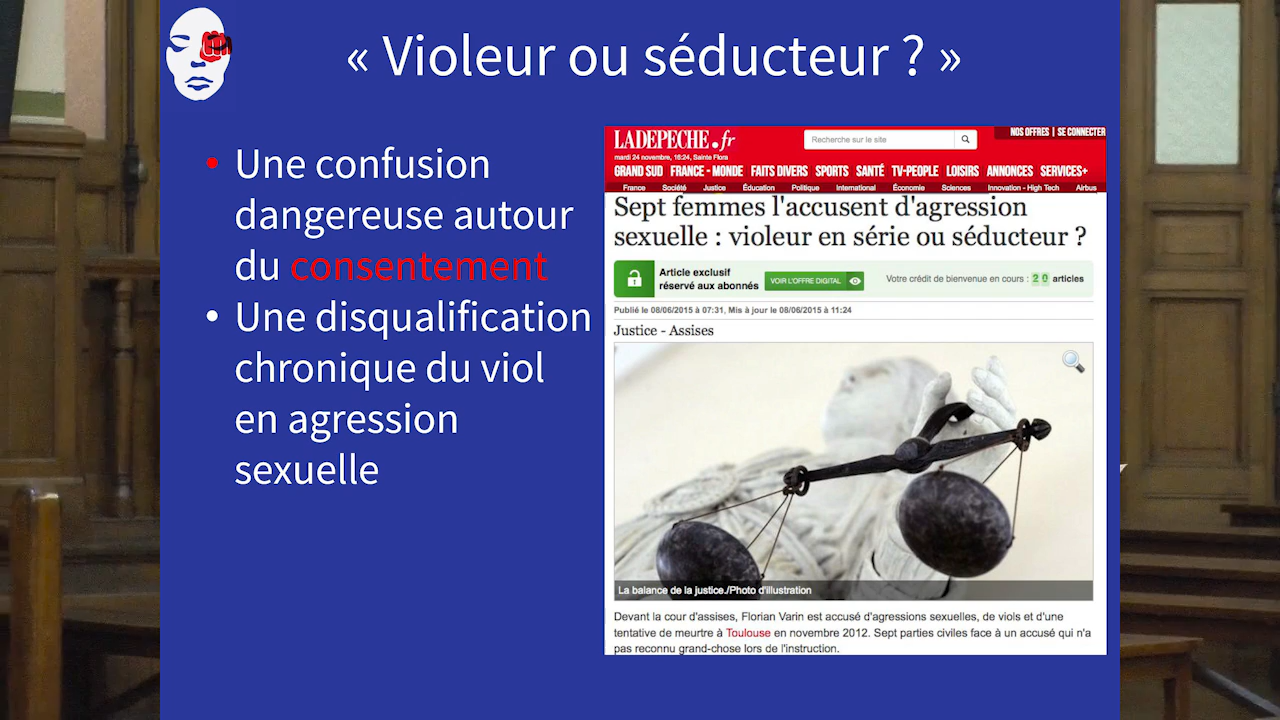 « Violeur ou séducteur ? »
• Une confusion
dangereuse autour
du consentement
• Une disqualification
chronique du viol
en agression
sexuelle
LADEPECHE.fr
Recherche sur le site
NOS OFFRES | SE CONNECTER
mardi 24 novembre, 16:24, Sainte Flora
GRAND SUD FRANCE - MONDE FAITS DIVERS SPORTS SANTÉ TV-PEOPLE LOISIRS ANNONCES SERVICES+
France Société Justice Éducation Politique International Économie Sciences Innovation - High Tech Airbus
Sept femmes l'accusent d'agression
sexuelle : violeur en série ou séducteur ?
Article exclusif
réservé aux abonnés
VOIR L'OFFRE DIGITAL
Votre crédit de bienvenue en cours : 20 articles
Publié le 08/06/2015 à 07:31, Mis à jour le 08/06/2015 à 11:24
Justice - Assises
La balance de la justice./Photo d'illustration
Devant la cour d'assises, Florian Varin est accusé d'agressions sexuelles, de viols et d'une
tentative de meurtre à Toulouse en novembre 2012. Sept parties civiles face à un accusé qui n'a
pas reconnu grand-chose lors de l'instruction.